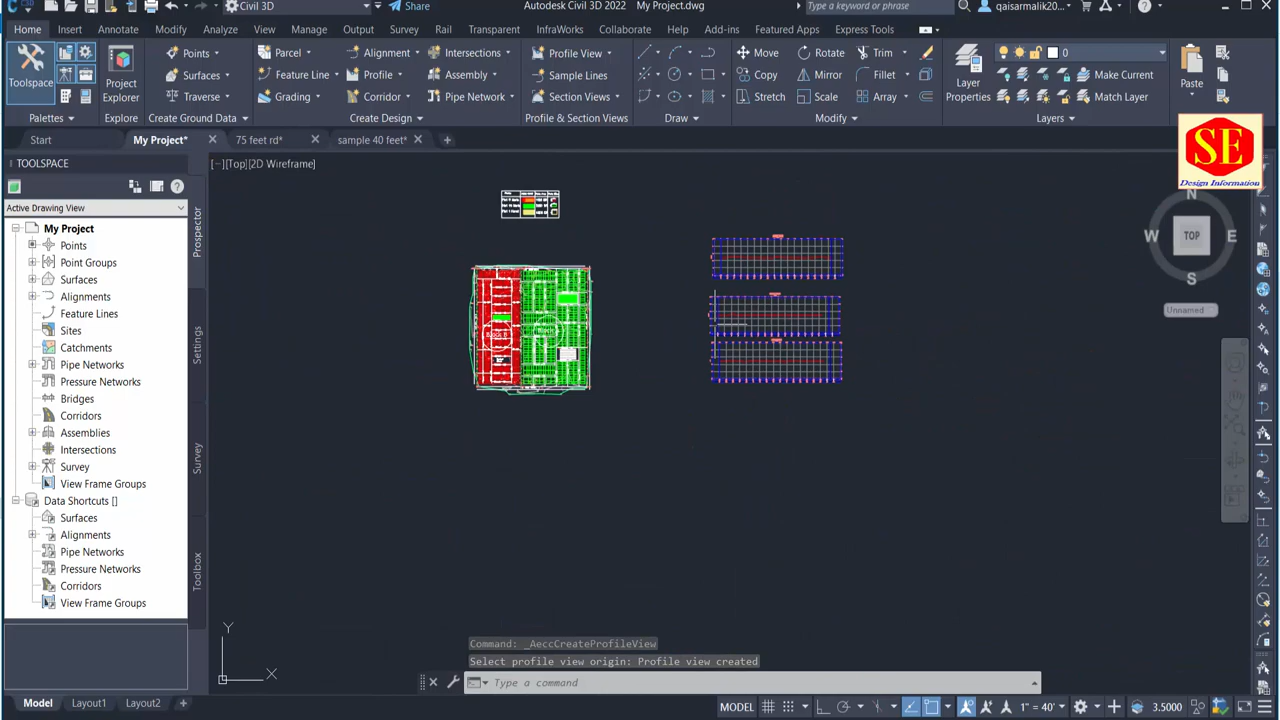 Civil 3D Share Autodesk Civil 3D 2022 My Project.dwg Type a keyword or phrase qaisarmalik20...
Home Insert Annotate Modify Analyze View Manage Output Survey Rail Transparent InfraWorks Collaborate Help Add-ins Featured Apps Express Tools
Points Parcel Alignment Intersections Profile View Move Rotate Trim 0
Toolspace Project Explorer Surfaces Feature Line Profile Assembly Sample Lines Copy Mirror Fillet Layer Properties Make Current Paste
Traverse Grading Corridor Pipe Network Section Views Stretch Scale Array Match Layer
Palettes Explore Create Ground Data Create Design Profile & Section Views Draw Modify Layers
Start My Project* 75 feet rd* sample 40 feet*
SE
Design Information
TOOLSPACE
[−][Top][2D Wireframe]
Active Drawing View
My Project
Points
Point Groups
Surfaces
Alignments
Feature Lines
Sites
Catchments
Pipe Networks
Pressure Networks
Bridges
Corridors
Assemblies
Intersections
Survey
View Frame Groups
Data Shortcuts []
Surfaces
Alignments
Pipe Networks
Pressure Networks
Corridors
View Frame Groups
Prospector
Settings
Survey
Toolbox
N
W TOP E
S
Unnamed
Y
X
Command: _AeccCreateProfileView
Select profile view origin: Profile view created
Type a command
Model Layout1 Layout2 MODEL 1" = 40' 3.5000